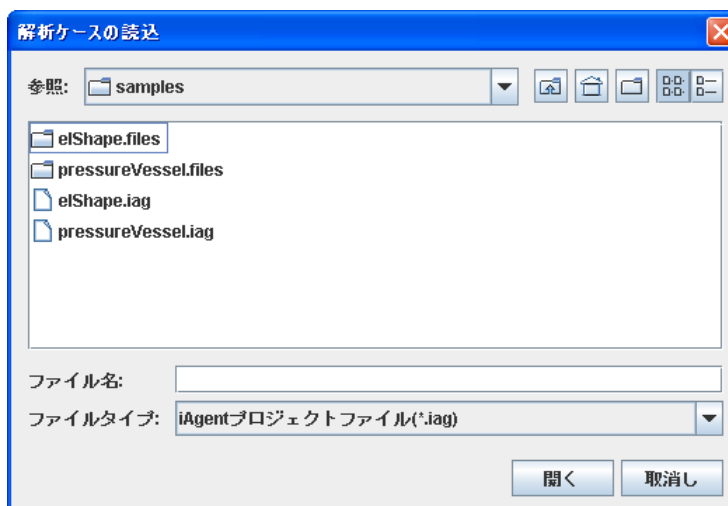 解析ケースの読込
参照: samples
elShape.files
pressureVessel.files
elShape.iag
pressureVessel.iag
ファイル名:
ファイルタイプ: iAgentプロジェクトファイル(*.iag)
開く 取消し